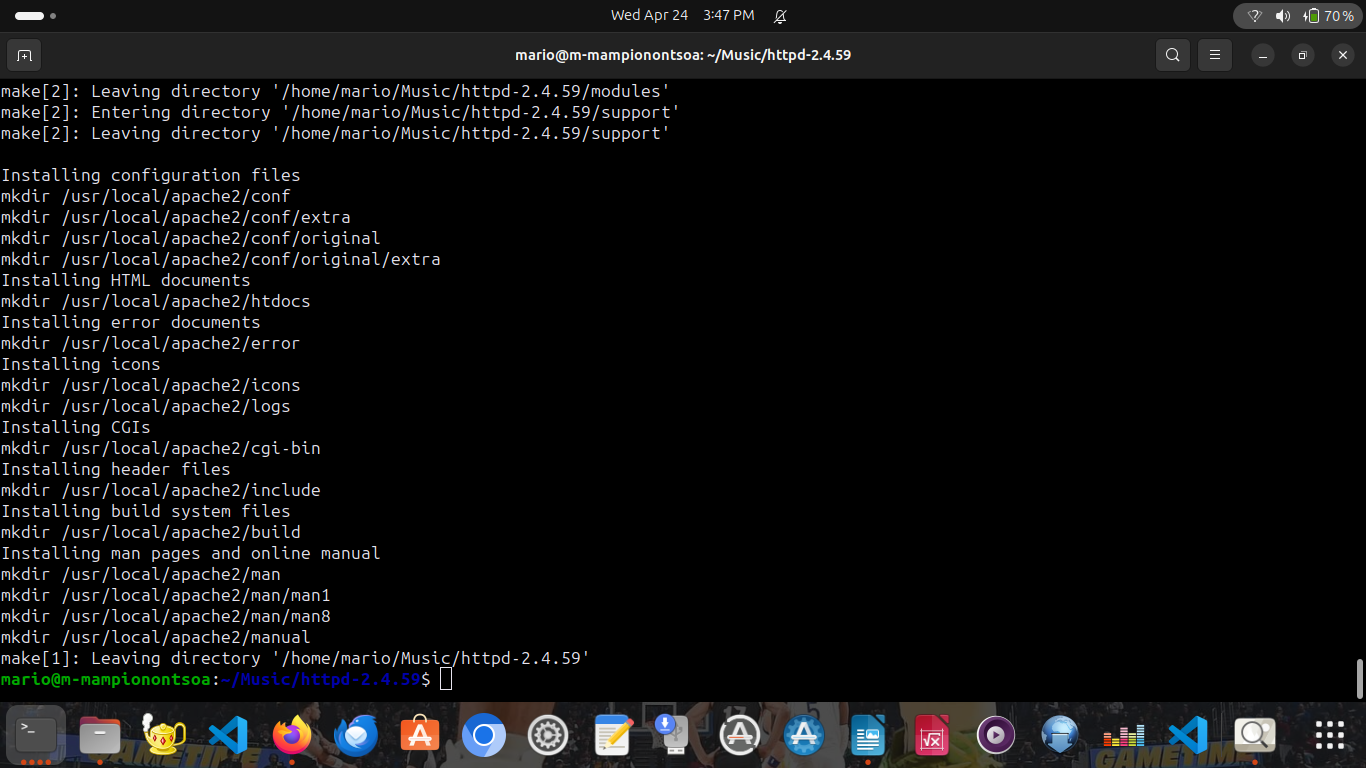 Wed Apr 24 3:47 PM
70 %
mario@m-mampionontsoa: ~/Music/httpd-2.4.59
make[2]: Leaving directory '/home/mario/Music/httpd-2.4.59/modules'
make[2]: Entering directory '/home/mario/Music/httpd-2.4.59/support'
make[2]: Leaving directory '/home/mario/Music/httpd-2.4.59/support'
Installing configuration files
mkdir /usr/local/apache2/conf
mkdir /usr/local/apache2/conf/extra
mkdir /usr/local/apache2/conf/original
mkdir /usr/local/apache2/conf/original/extra
Installing HTML documents
mkdir /usr/local/apache2/htdocs
Installing error documents
mkdir /usr/local/apache2/error
Installing icons
mkdir /usr/local/apache2/icons
mkdir /usr/local/apache2/logs
Installing CGIs
mkdir /usr/local/apache2/cgi-bin
Installing header files
mkdir /usr/local/apache2/include
Installing build system files
mkdir /usr/local/apache2/build
Installing man pages and online manual
mkdir /usr/local/apache2/man
mkdir /usr/local/apache2/man/man1
mkdir /usr/local/apache2/man/man8
mkdir /usr/local/apache2/manual
make[1]: Leaving directory '/home/mario/Music/httpd-2.4.59'
mario@m-mampionontsoa:~/Music/httpd-2.4.59$